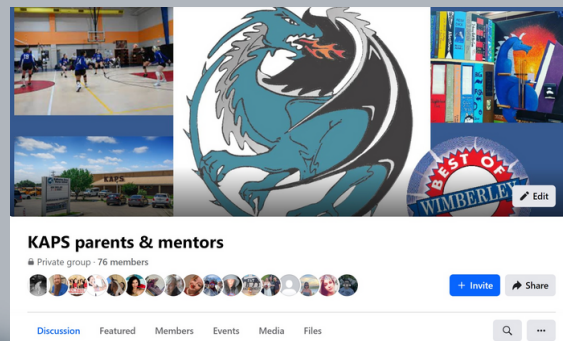 KAPS
BEST OF
WIMBERLEY
Edit
KAPS parents & mentors
Private group · 76 members
+ Invite
Share
Discussion Featured Members Events Media Files